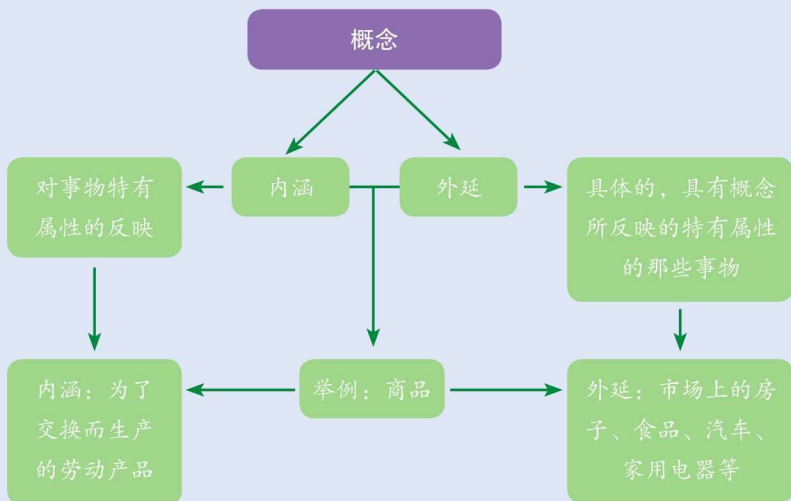 概念
内涵
外延
对事物特有
属性的反映
具体的，具有概念
所反映的特有属性
的那些事物
内涵：为了
交换而生产
的劳动产品
举例：商品
外延：市场上的房
子、食品、汽车、
家用电器等